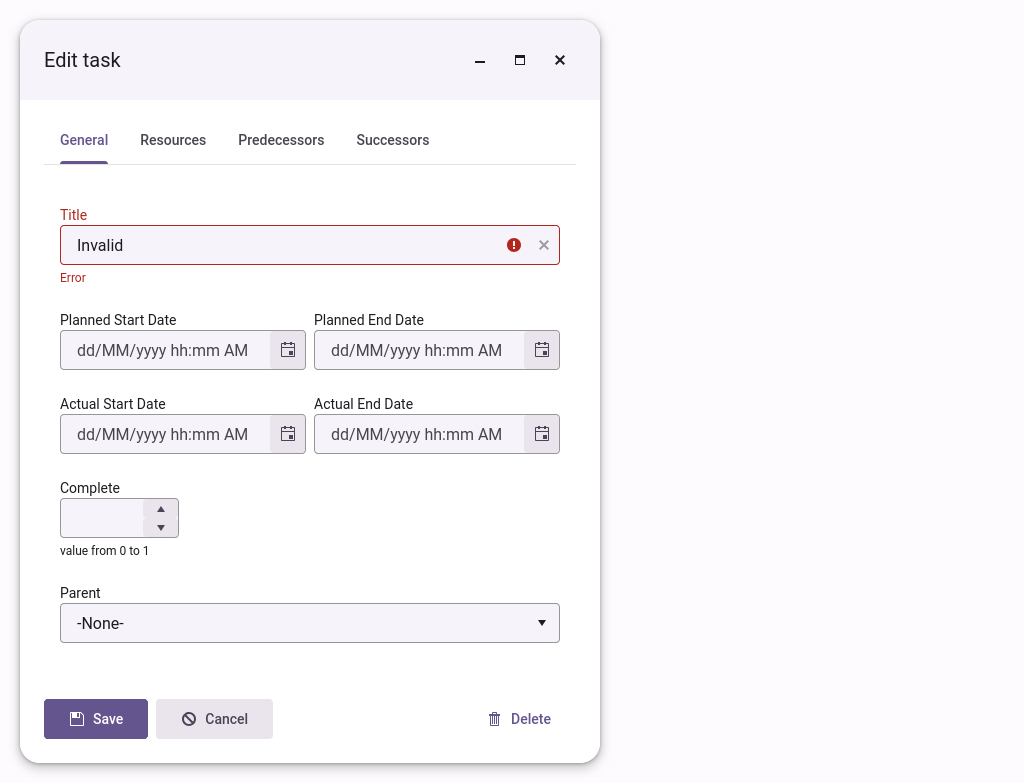 Edit task
General Resources Predecessors Successors
Title
Invalid
Error
Planned Start Date Planned End Date
dd/MM/yyyy hh:mm AM dd/MM/yyyy hh:mm AM
Actual Start Date Actual End Date
dd/MM/yyyy hh:mm AM dd/MM/yyyy hh:mm AM
Complete
value from 0 to 1
Parent
-None-
Save Cancel Delete